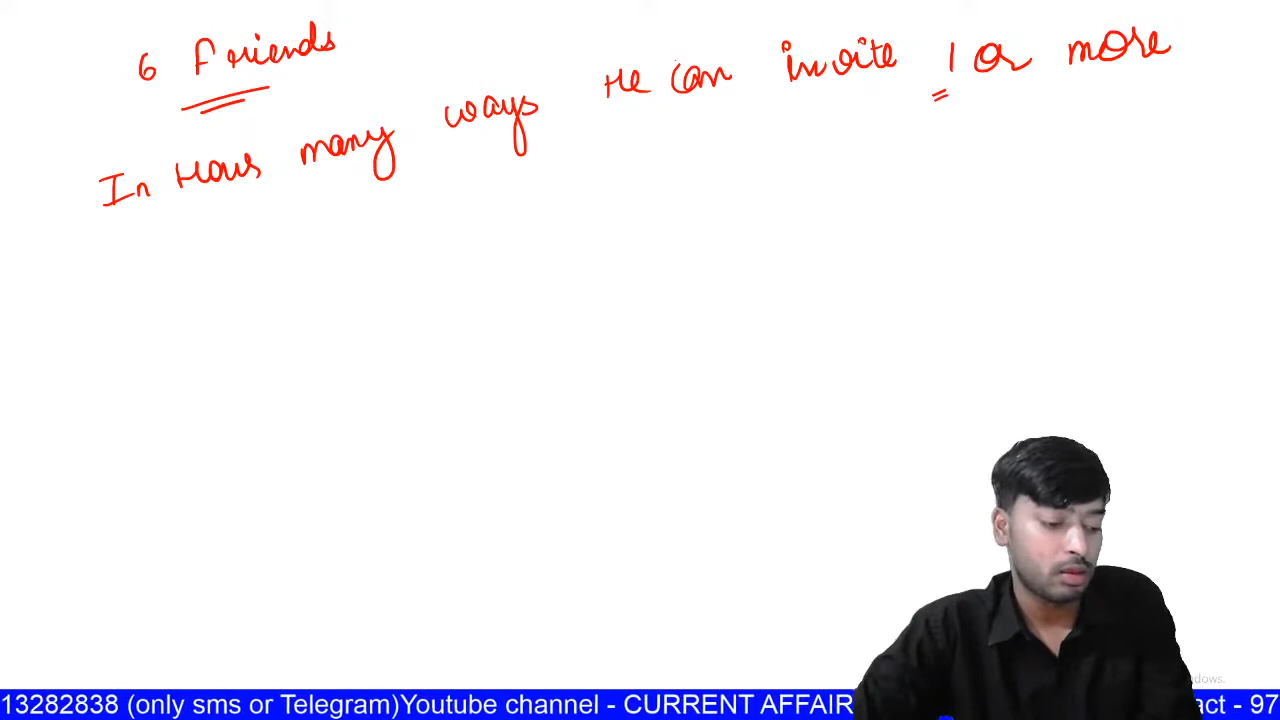 6 Friends
In How many ways He can invite 1 or more
dows.
13282838 (only sms or Telegram)Youtube channel - CURRENT AFFAIR
act - 97